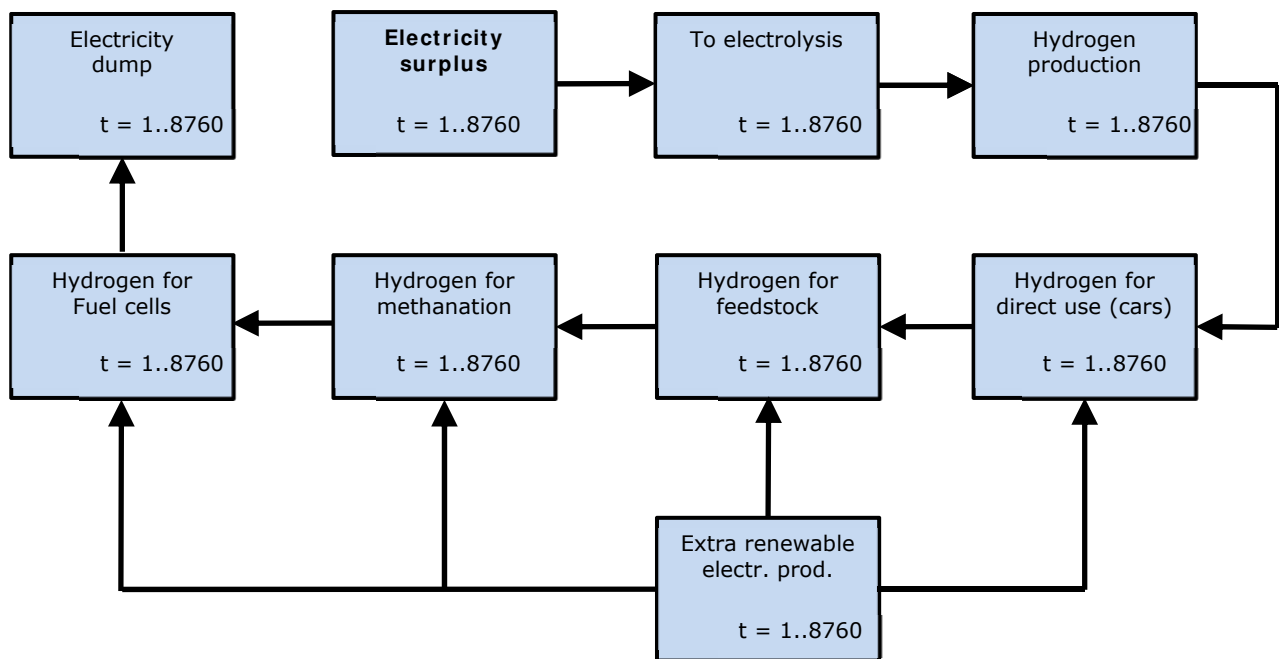 Electricity
dump
t = 1..8760
Electricity
surplus
t = 1..8760
To electrolysis
t = 1..8760
Hydrogen
production
t = 1..8760
Hydrogen for
Fuel cells
t = 1..8760
Hydrogen for
methanation
t = 1..8760
Hydrogen for
feedstock
t = 1..8760
Hydrogen for
direct use (cars)
t = 1..8760
Extra renewable
electr. prod.
t = 1..8760